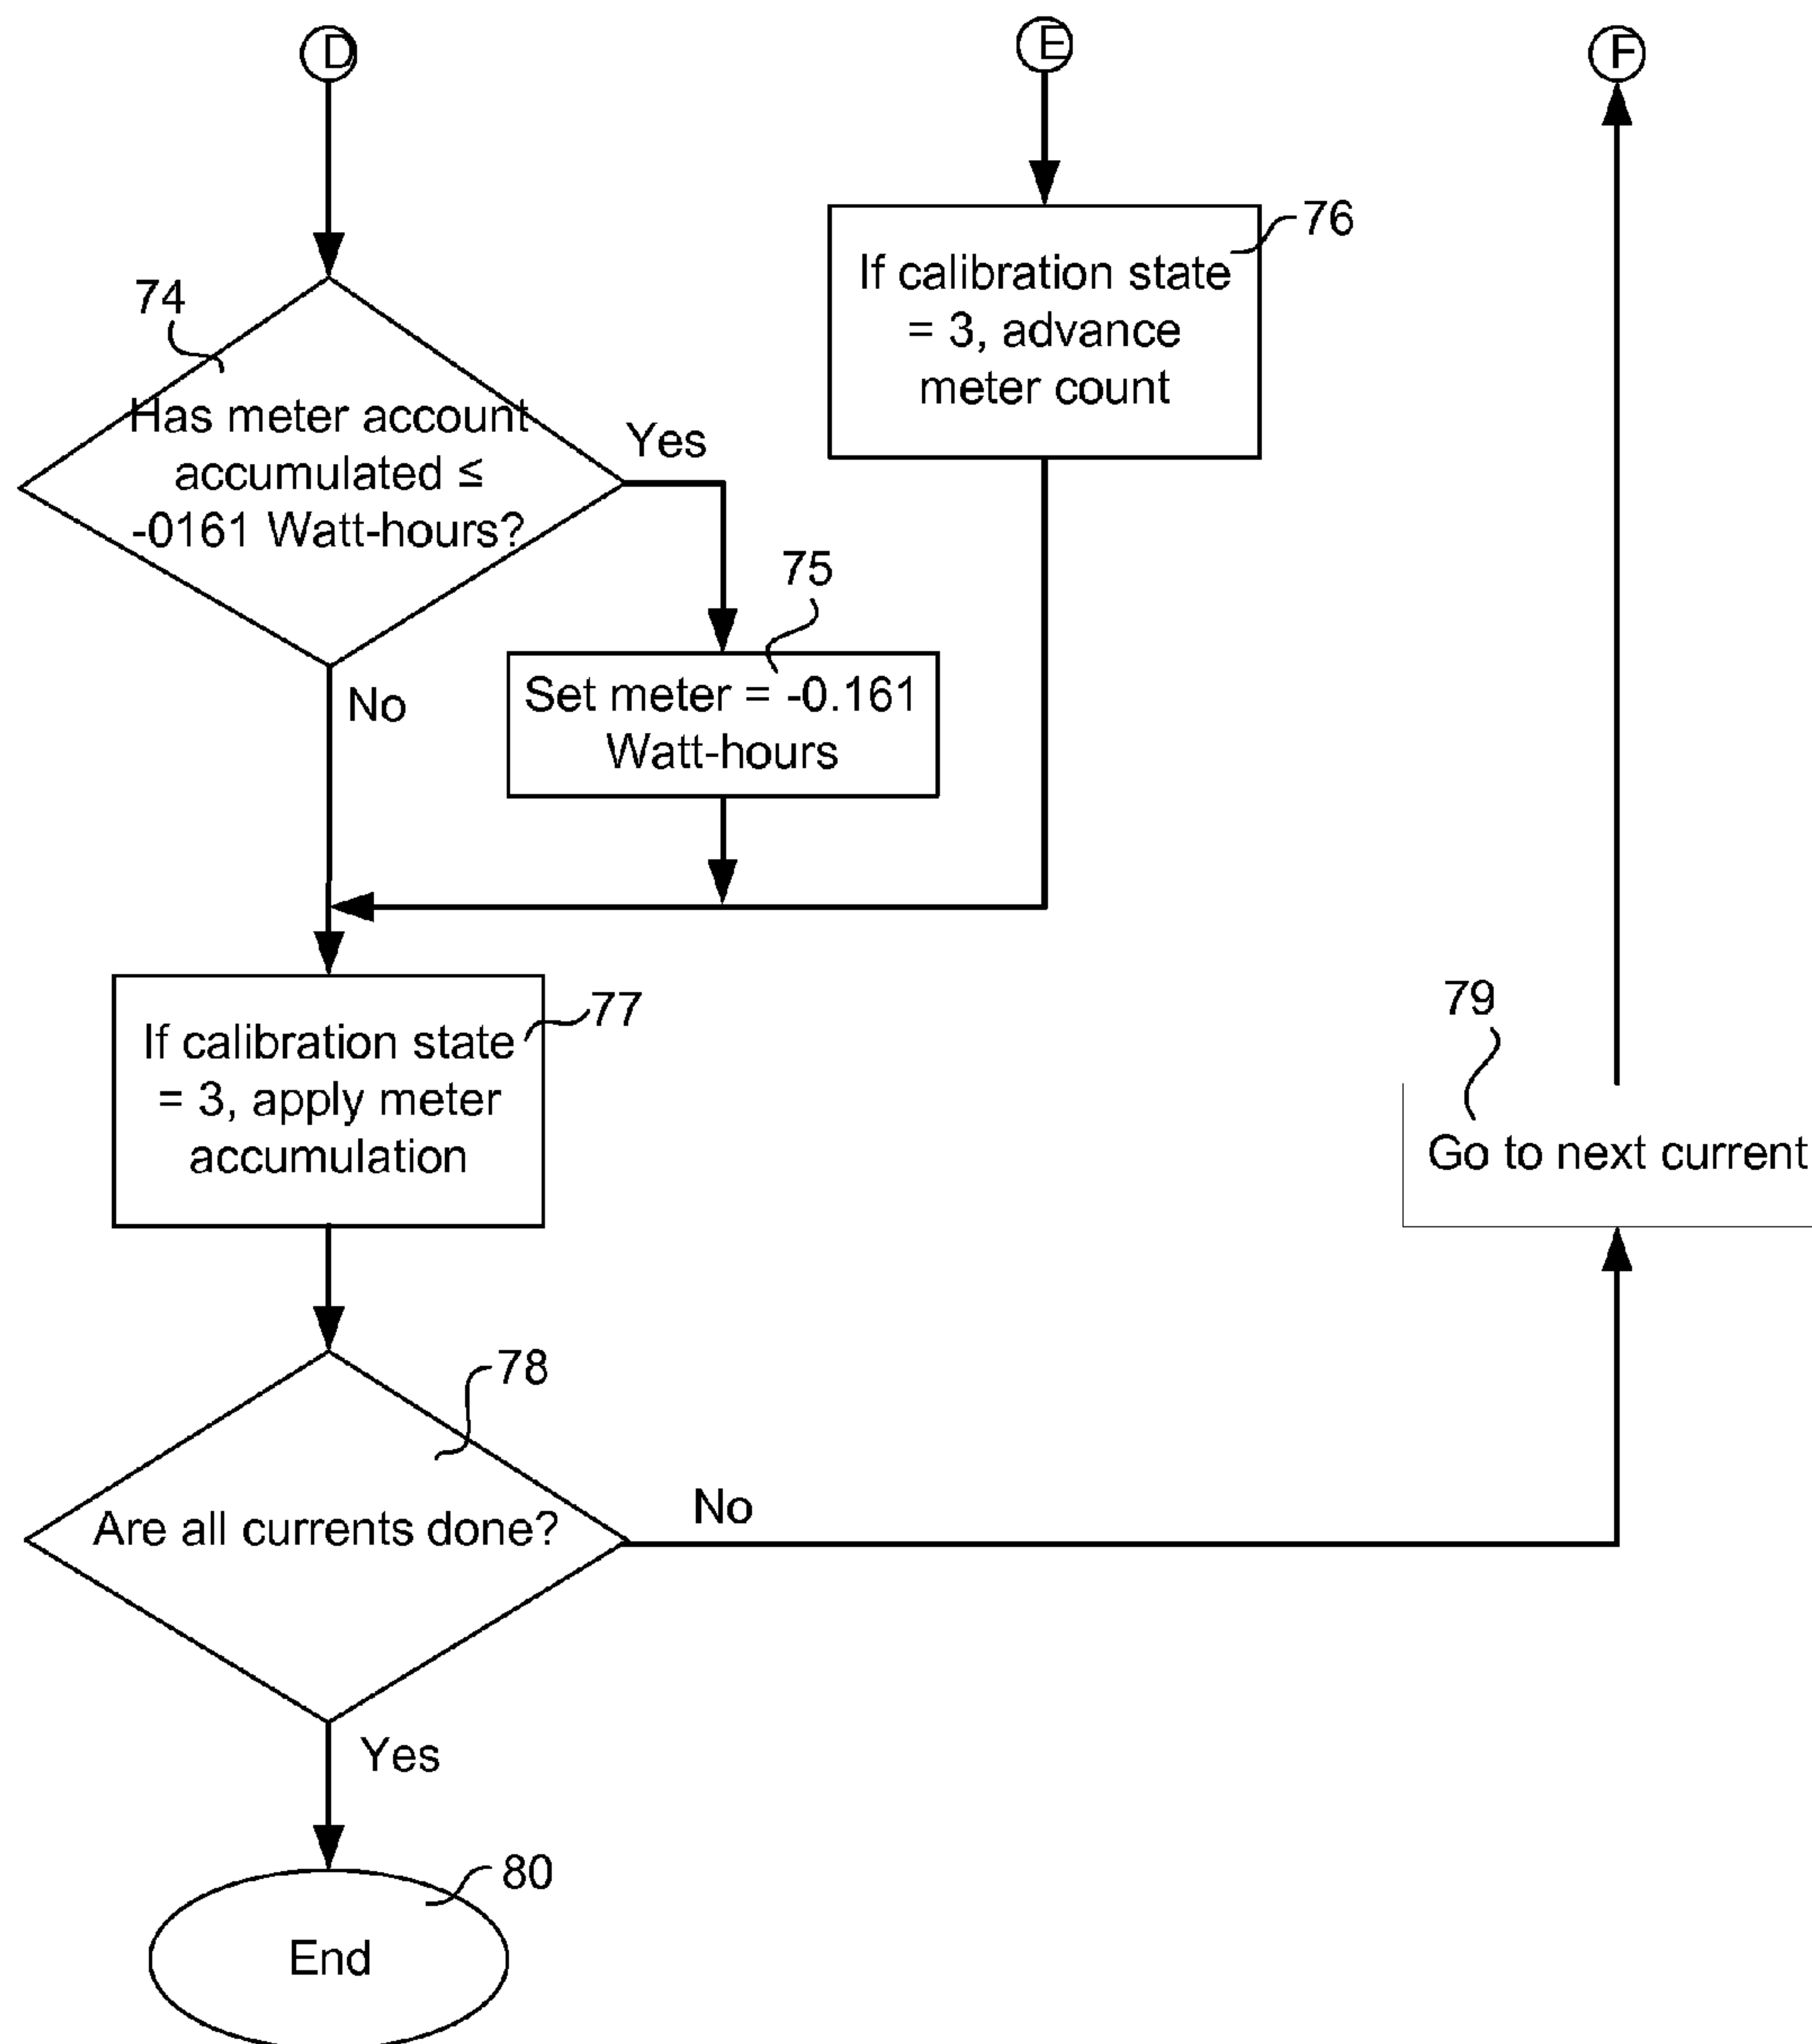 D
E
F
74
Has meter account
accumulated ≤
-0161 Watt-hours?
Yes
No
76
If calibration state
= 3, advance
meter count
75
Set meter = -0.161
Watt-hours
77
If calibration state
= 3, apply meter
accumulation
79
Go to next current
78
Are all currents done?
No
Yes
80
End